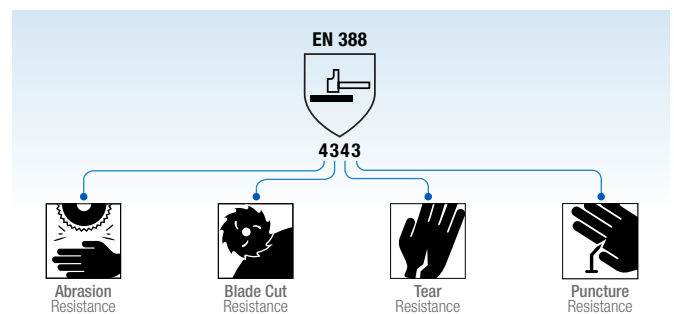 EN 388
4343
Abrasion
Resistance
Blade Cut
Resistance
Tear
Resistance
Puncture
Resistance